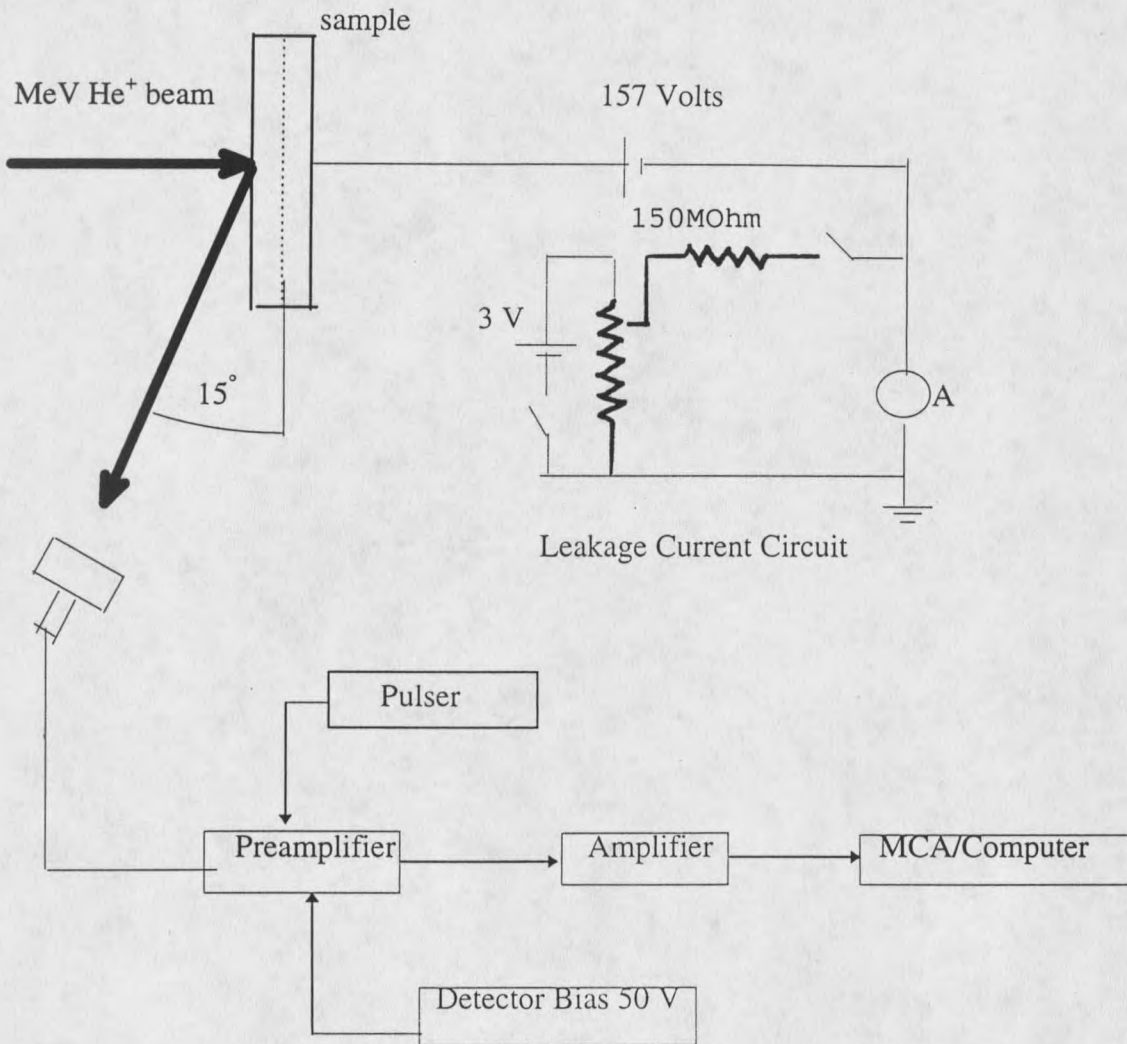 sample
MeV He⁺ beam
157 Volts
150MOhm
3 V
15°
A
Leakage Current Circuit
Pulser
Preamplifier
Amplifier
MCA/Computer
Detector Bias 50 V